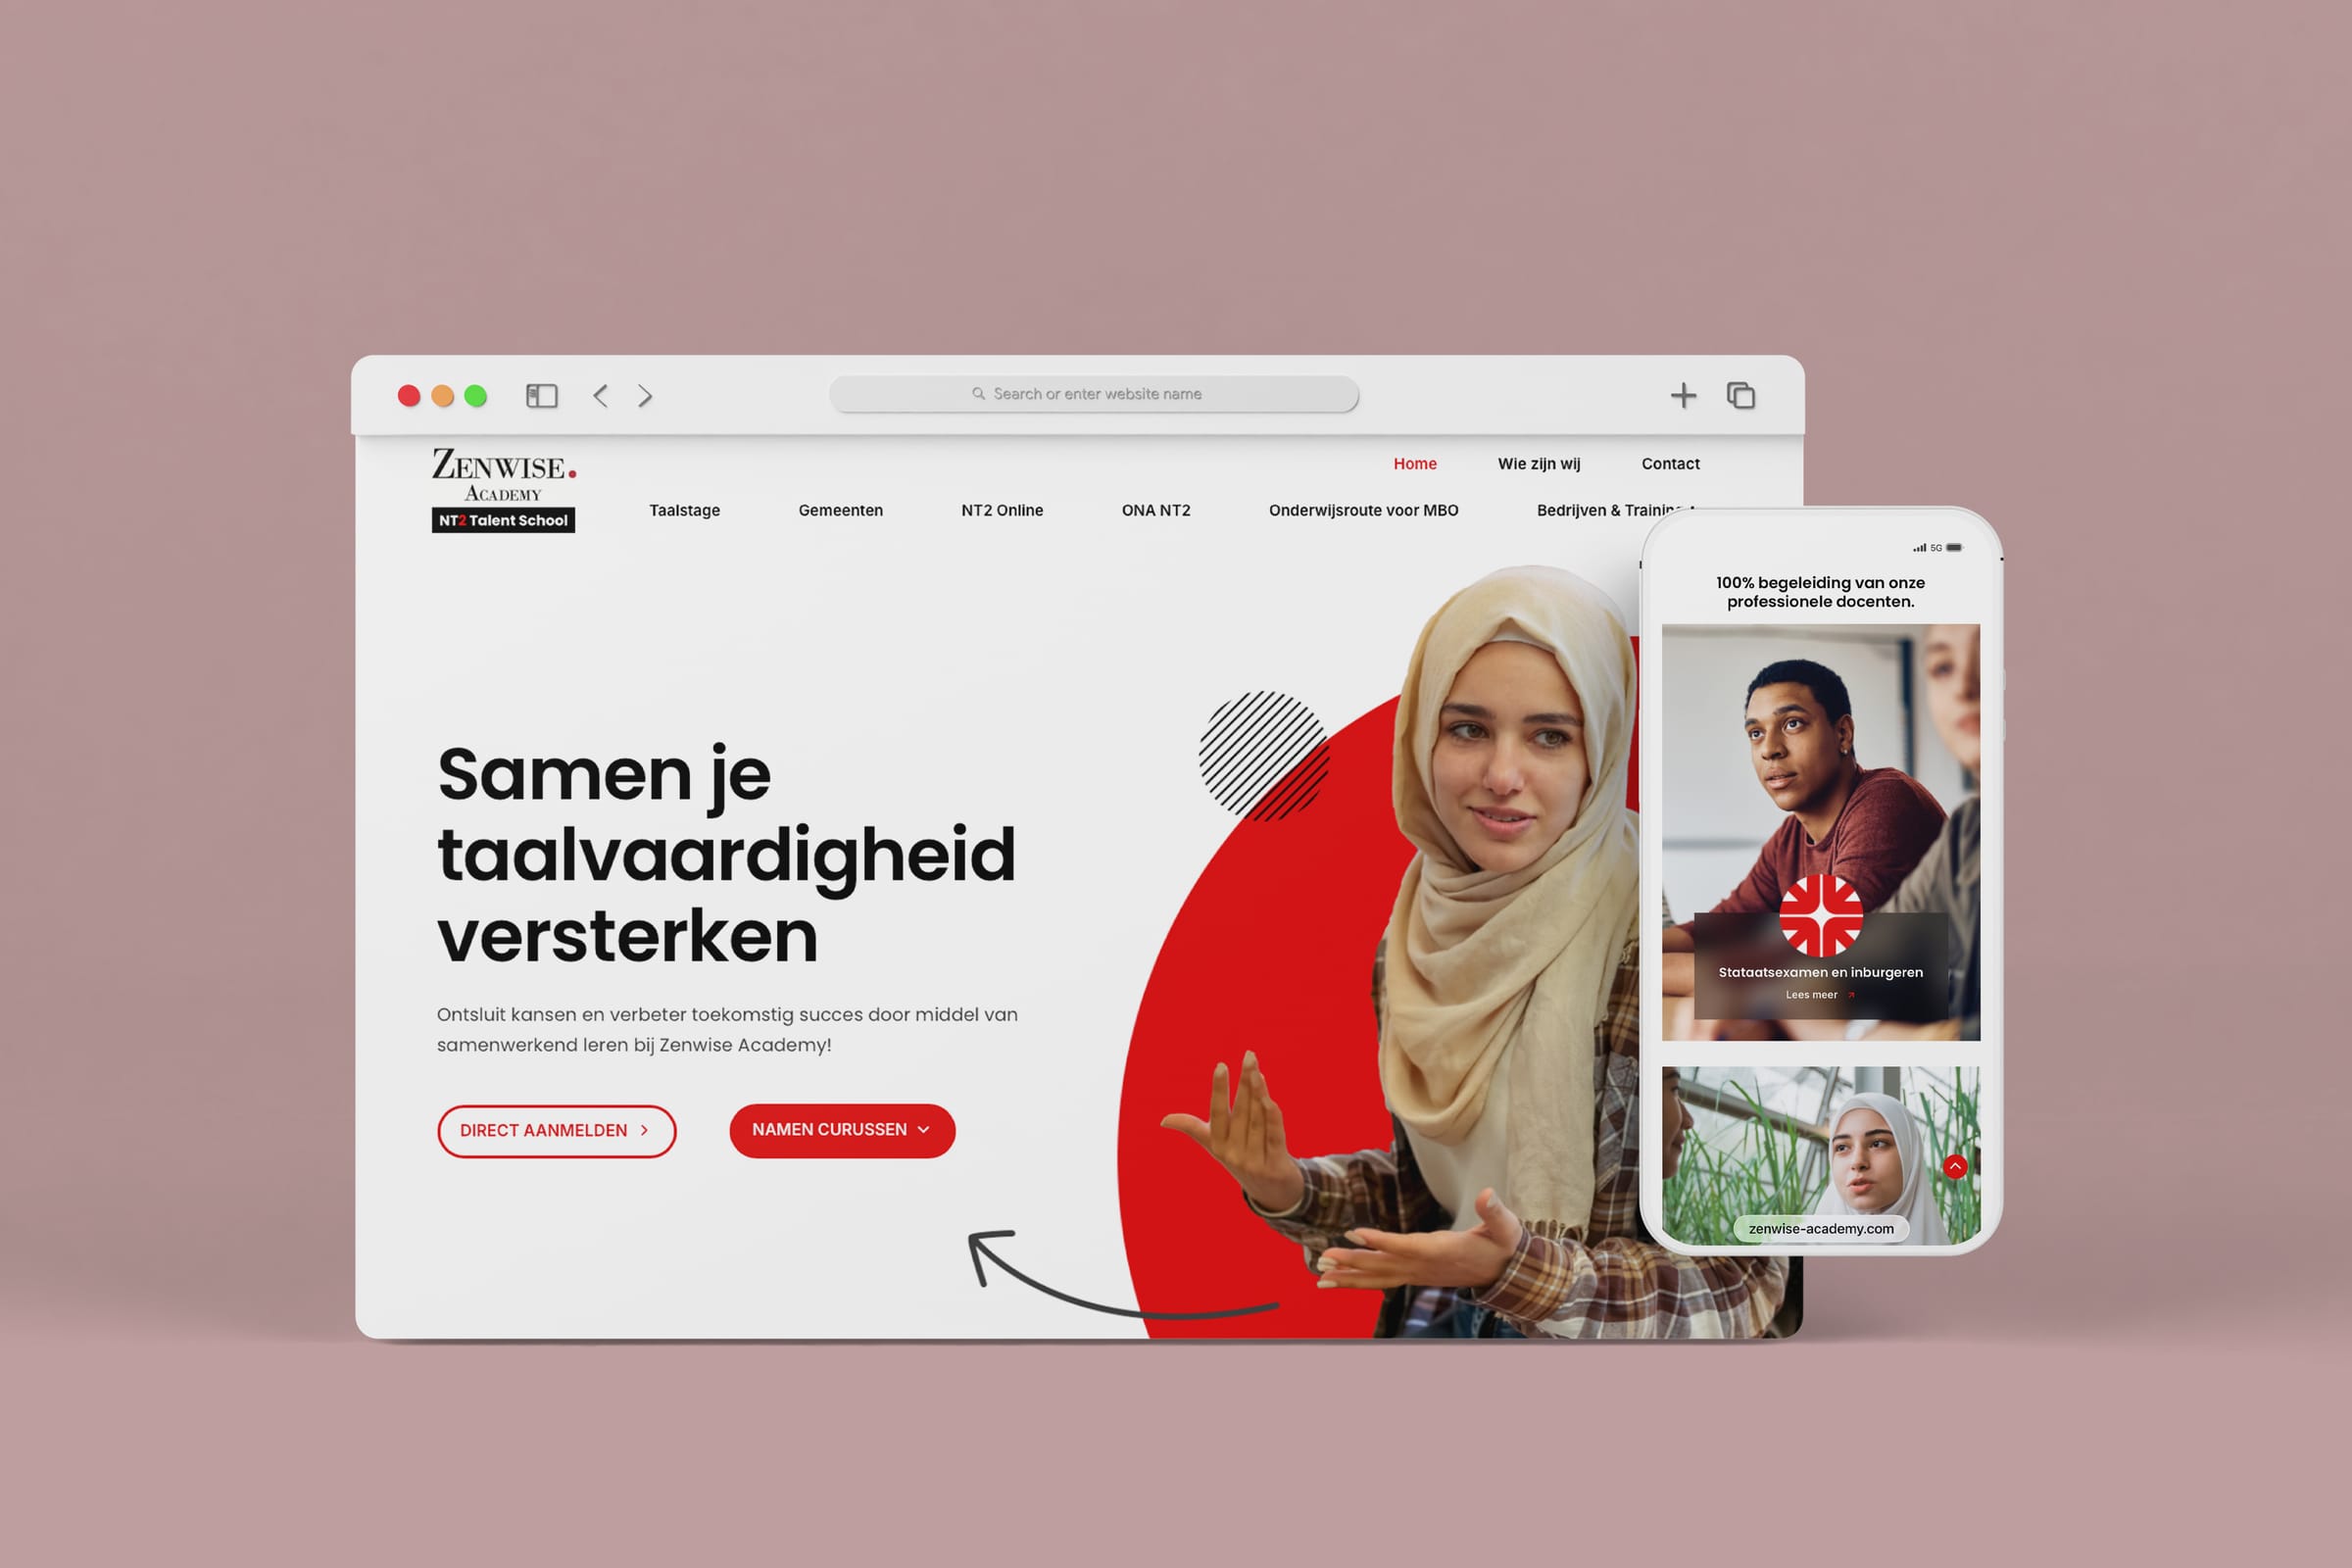 Search or enter website name
ZENWISE.
ACADEMY
NT2 Talent School
Home Wie zijn wij Contact
Taalstage Gemeenten NT2 Online ONA NT2 Onderwijsroute voor MBO Bedrijven &
Samen je
taalvaardigheid
versterken
Ontsluit kansen en verbeter toekomstig succes door middel van
samenwerkend leren bij Zenwise Academy!
DIRECT AANMELDEN
NAMEN CURUSSEN
5G
100% begeleiding van onze
professionele docenten.
Stataatsexamen en inburgeren
Lees meer
zenwise-academy.com